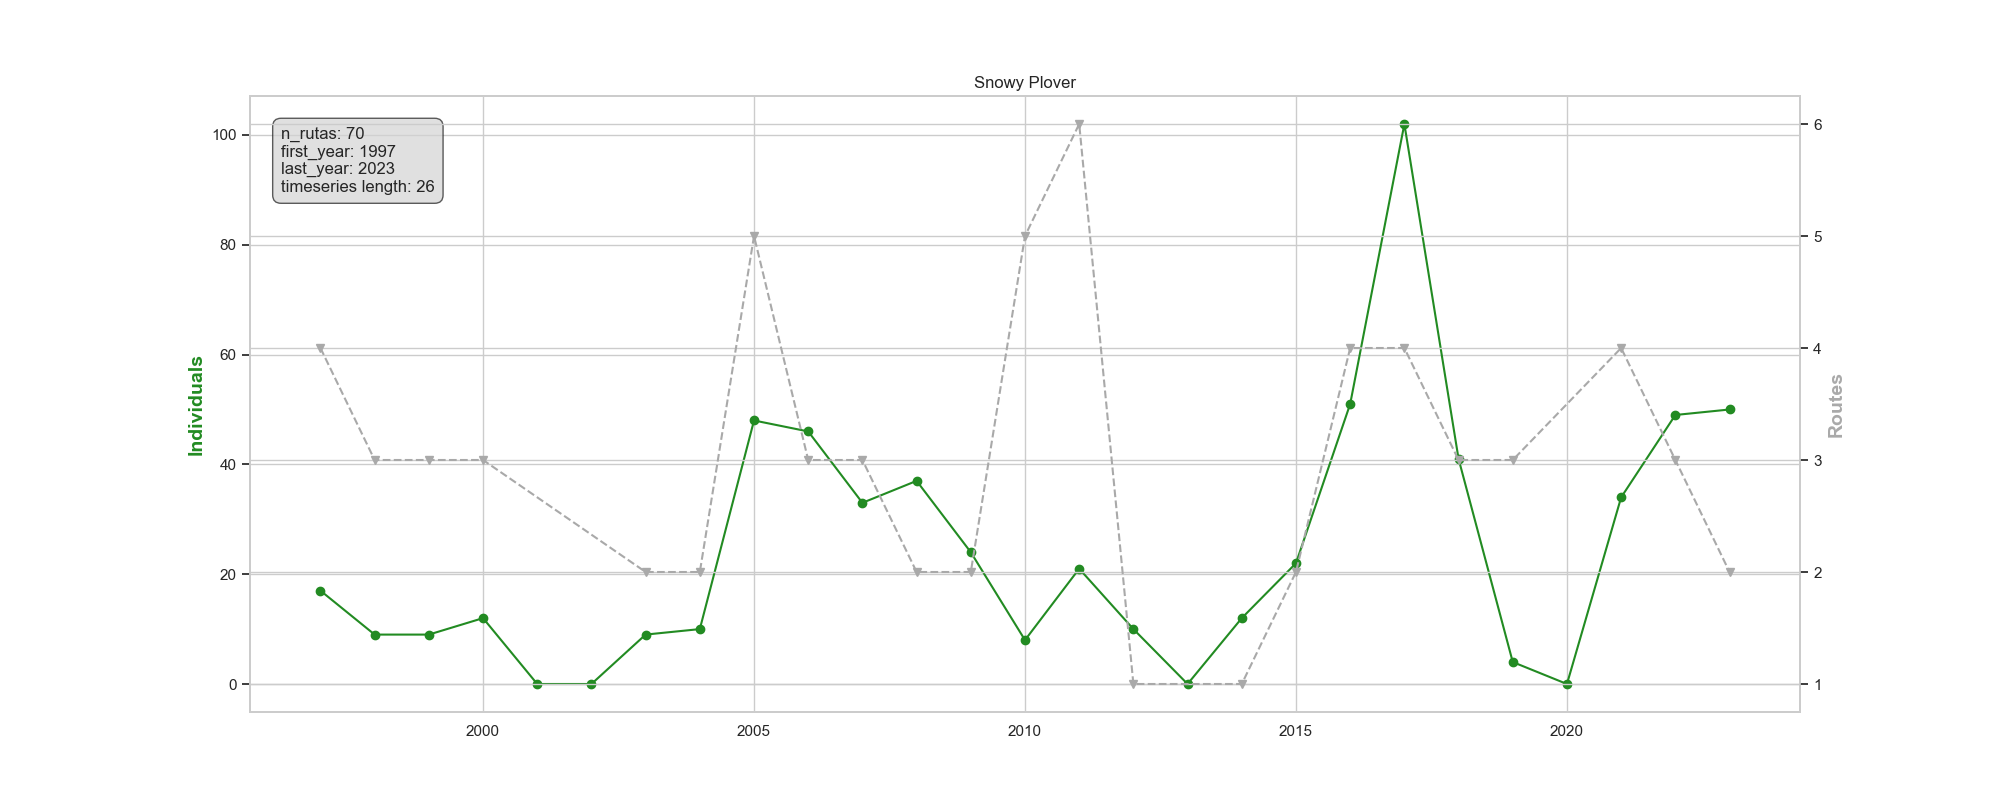 Snowy Plover
n_rutas: 70
first_year: 1997
last_year: 2023
timeseries length: 26
100
80
60
40
20
0
Individuals
6
5
4
3
2
1
Routes
2000
2005
2010
2015
2020